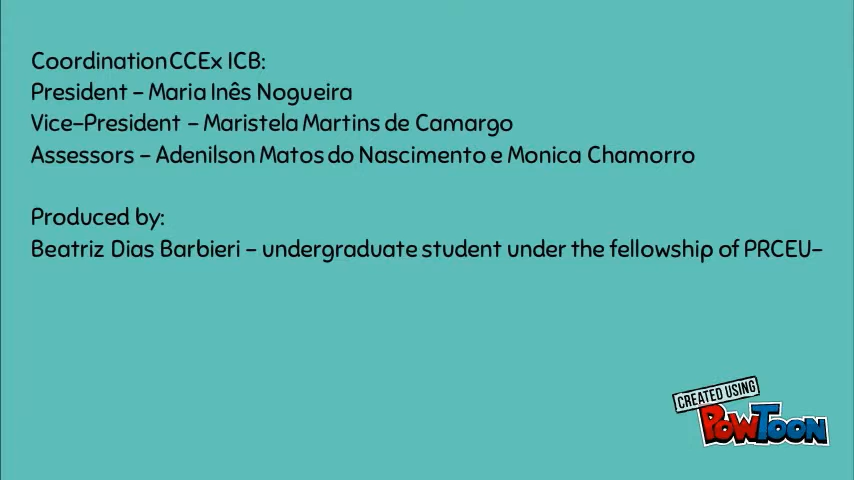 Coordination CCEx ICB:
President - Maria Inês Nogueira
Vice-President - Maristela Martins de Camargo
Assessors - Adenilson Matos do Nascimento e Monica Chamorro
Produced by:
Beatriz Dias Barbieri - undergraduate student under the fellowship of PRCEU-
CREATED USING
POWTOON